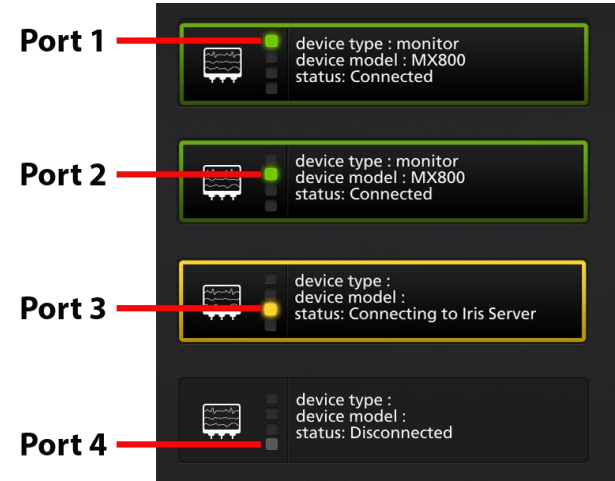 Port 1
device type : monitor
device model : MX800
status: Connected
Port 2
device type : monitor
device model : MX800
status: Connected
Port 3
device type :
device model :
status: Connecting to Iris Server
Port 4
device type :
device model :
status: Disconnected